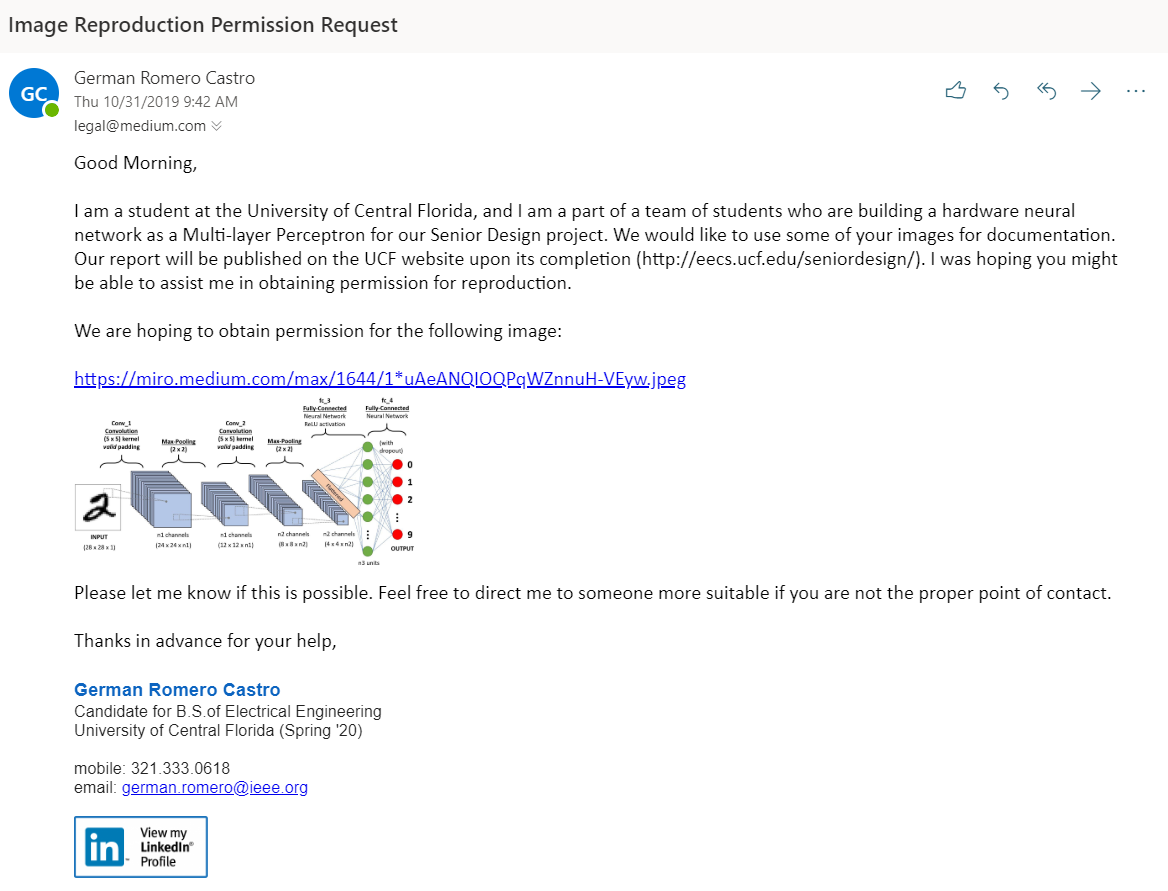 Image Reproduction Permission Request
GC
German Romero Castro
Thu 10/31/2019 9:42 AM
legal@medium.com
Good Morning,
I am a student at the University of Central Florida, and I am a part of a team of students who are building a hardware neural
network as a Multi-layer Perceptron for our Senior Design project. We would like to use some of your images for documentation.
Our report will be published on the UCF website upon its completion (http://eecs.ucf.edu/seniordesign/). I was hoping you might
be able to assist me in obtaining permission for reproduction.
We are hoping to obtain permission for the following image:
https://miro.medium.com/max/1644/1*uAeANQIOQPqWZnnuH-VEyw.jpeg
fc_3
Fully-Connected
Neural Network
ReLU activation
fc_4
Fully-Connected
Neural Network
Conv_1
Convolution
(5 x 5) kernel
valid padding
Max-Pooling
(2 x 2)
Conv_2
Convolution
(5 x 5) kernel
valid padding
Max-Pooling
(2 x 2)
(with
dropout)
Flattened
2
0
1
2
9
INPUT
(28 x 28 x 1)
n1 channels
(24 x 24 x n1)
n1 channels
(12 x 12 x n1)
n2 channels
(8 x 8 x n2)
n2 channels
(4 x 4 x n2)
OUTPUT
n3 units
Please let me know if this is possible. Feel free to direct me to someone more suitable if you are not the proper point of contact.
Thanks in advance for your help,
German Romero Castro
Candidate for B.S.of Electrical Engineering
University of Central Florida (Spring '20)
mobile: 321.333.0618
email: german.romero@ieee.org
in
View my
LinkedIn®
Profile